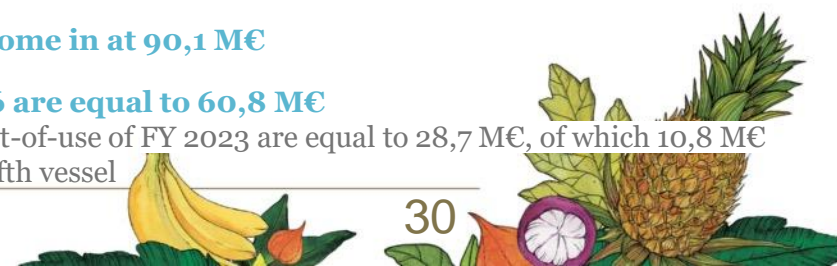 ome in at 90,1 M€
are equal to 60,8 M€
t-of-use of FY 2023 are equal to 28,7 M€, of which 10,8 M€
fth vessel
30